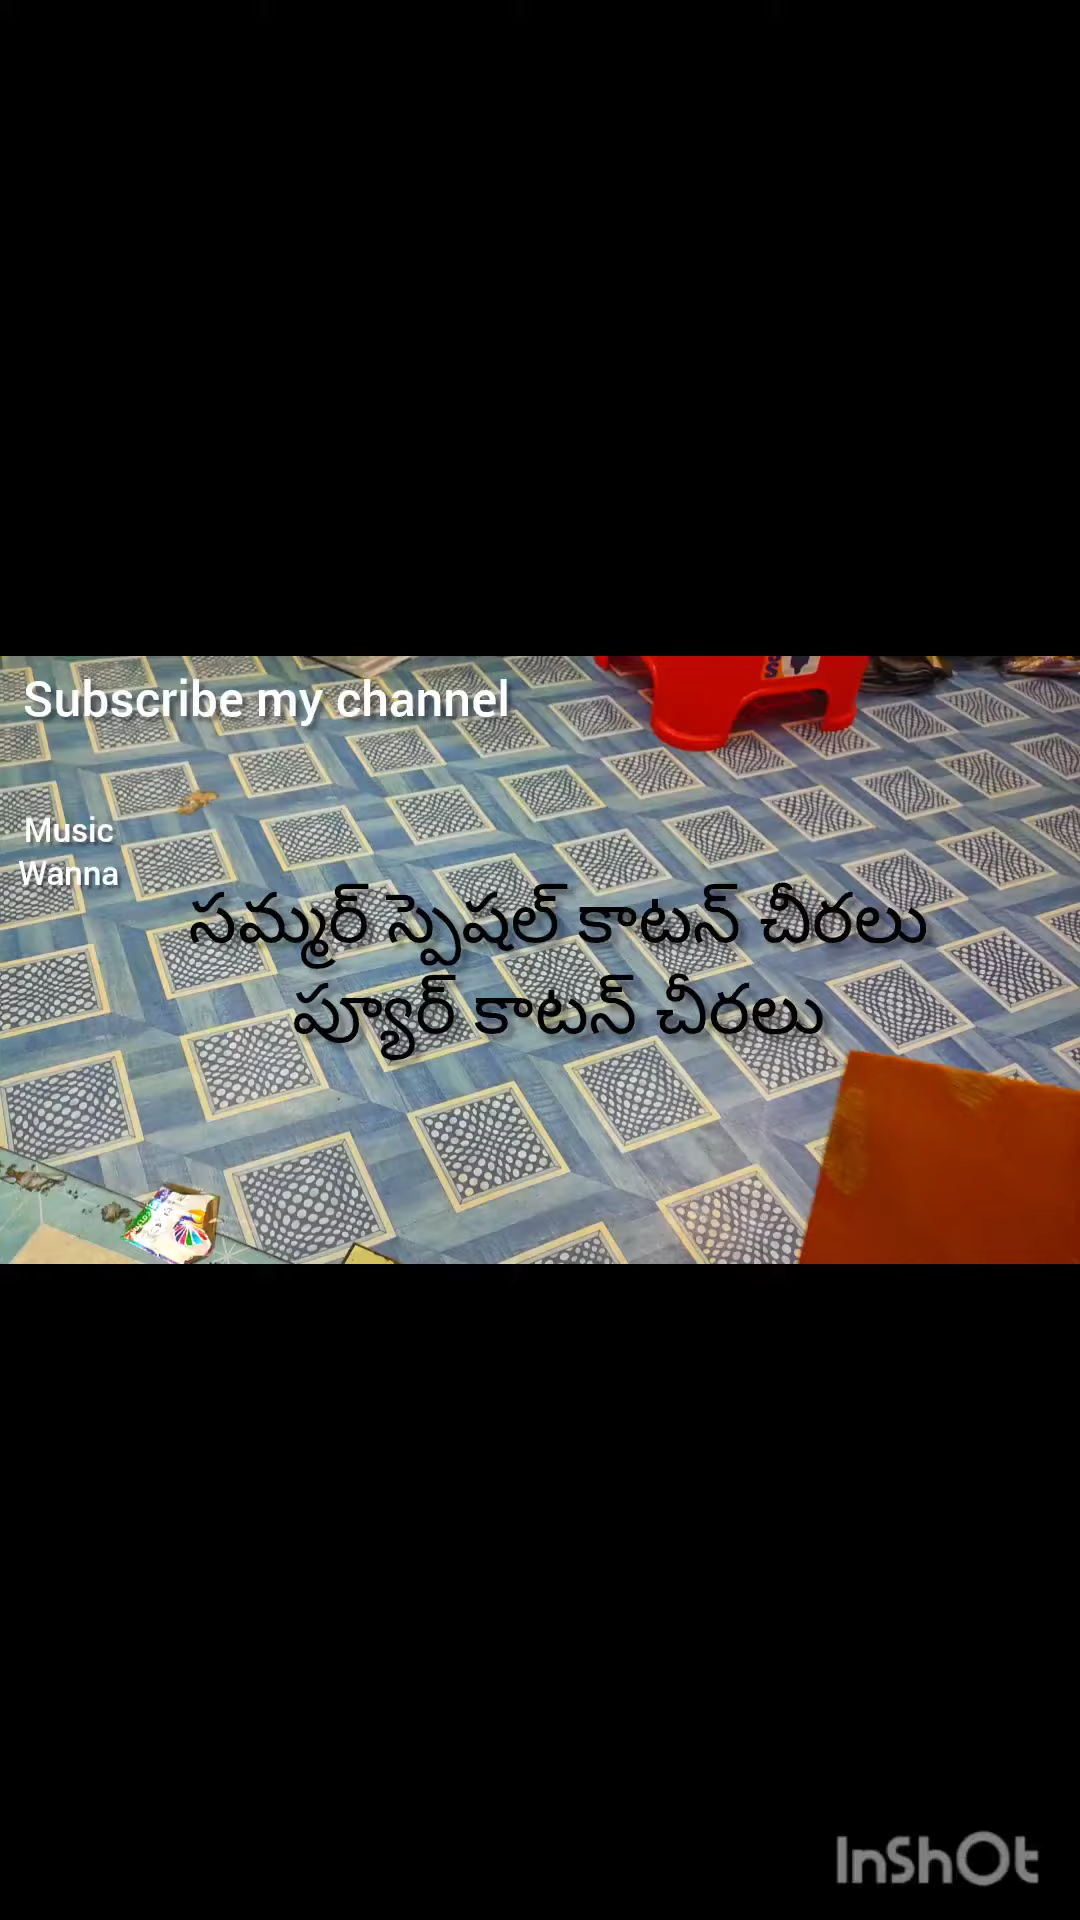 Subscribe my channel
Music
Wanna
సమ్మర్ స్పెషల్ కాటన్ చీరలు
ప్యూర్ కాటన్ చీరలు
InShOt